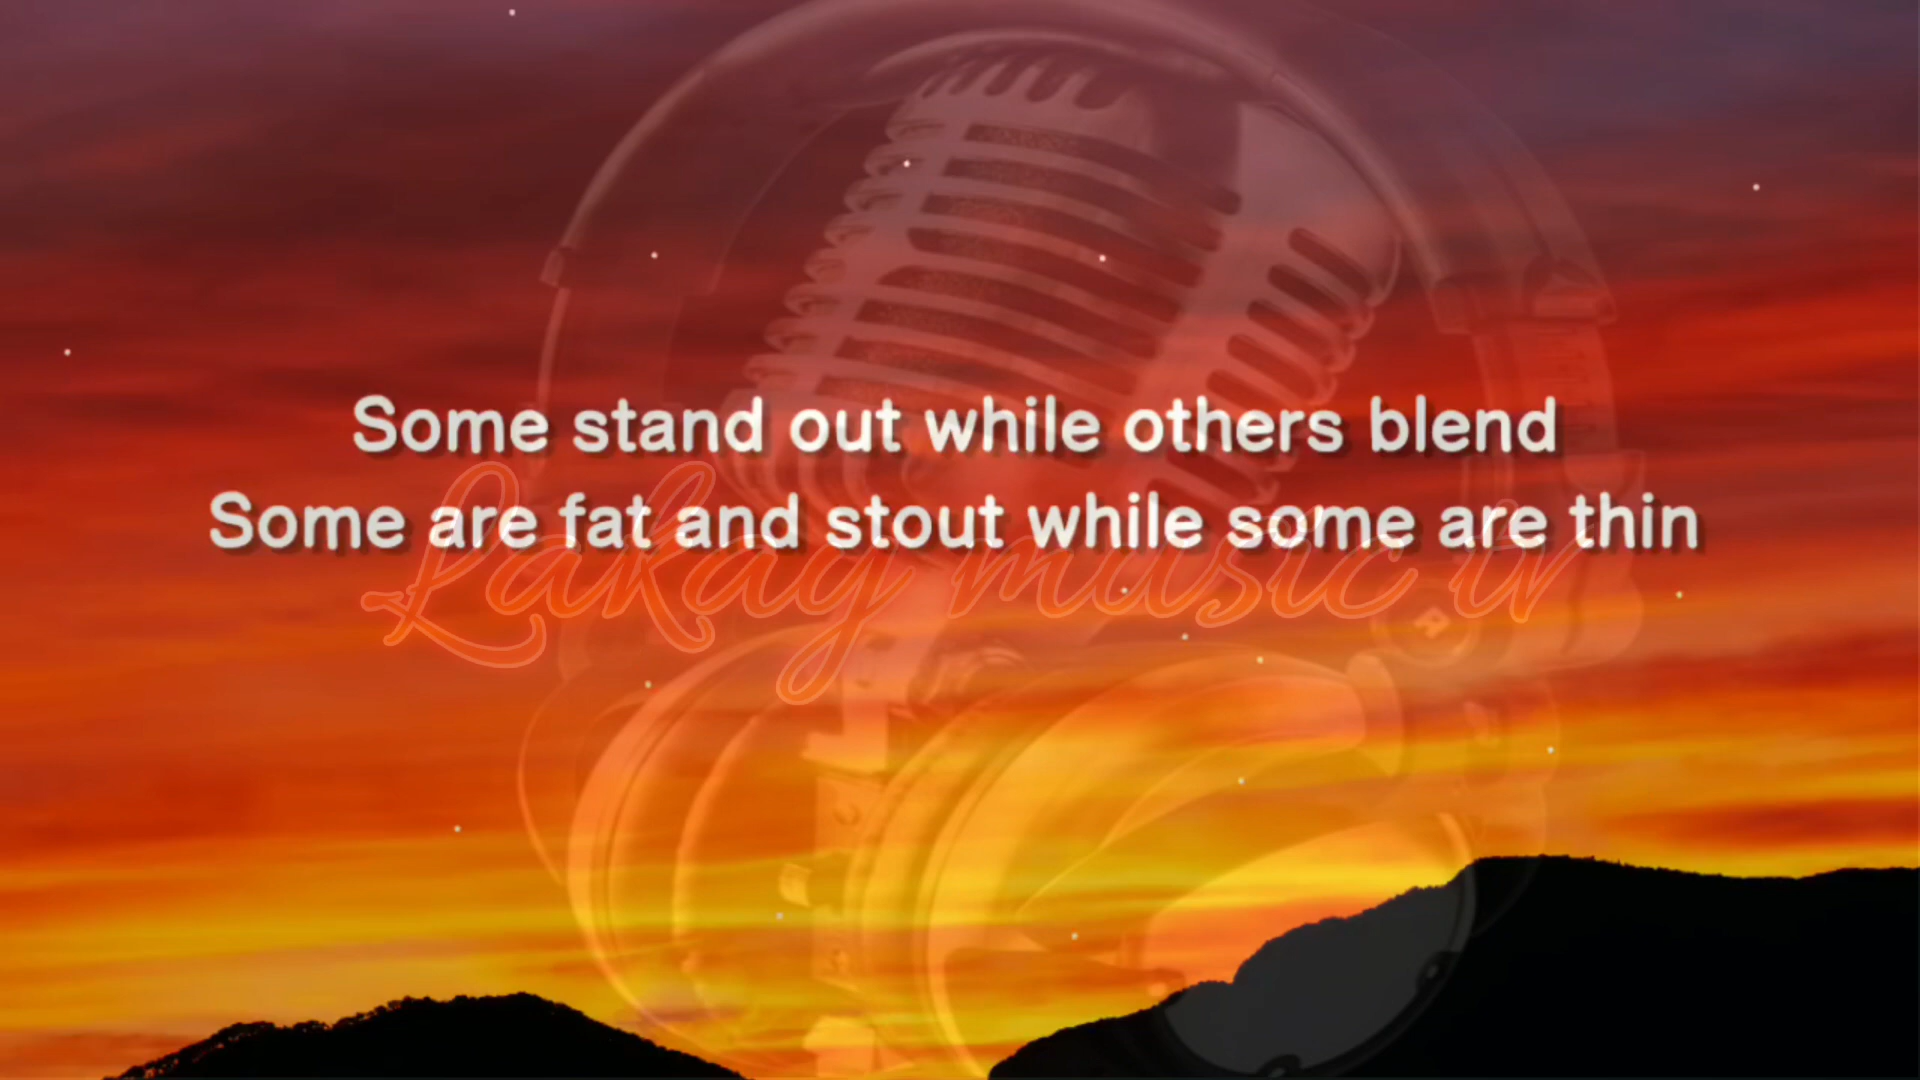 Some stand out while others blend
Some are fat and stout while some are thin
Lakay music tv
R